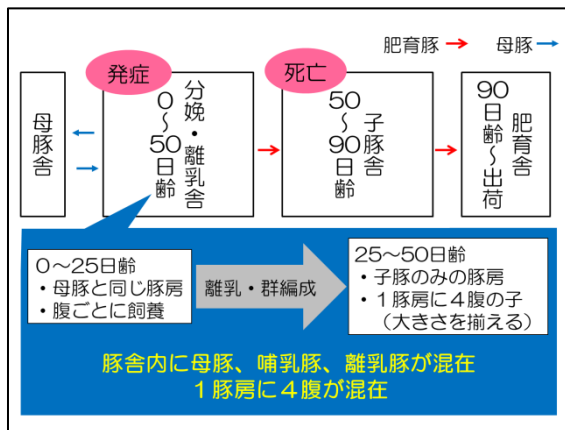 肥育豚 → 母豚 →
発症
死亡
母豚舎
分娩・離乳舎
0〜50日齢
子豚舎
50〜90日齢
肥育舎
90日齢〜出荷
0〜25日齢
・母豚と同じ豚房
・腹ごとに飼養
離乳・群編成
25〜50日齢
・子豚のみの豚房
・1豚房に4腹の子
（大きさを揃える）
豚舎内に母豚、哺乳豚、離乳豚が混在
1豚房に4腹が混在